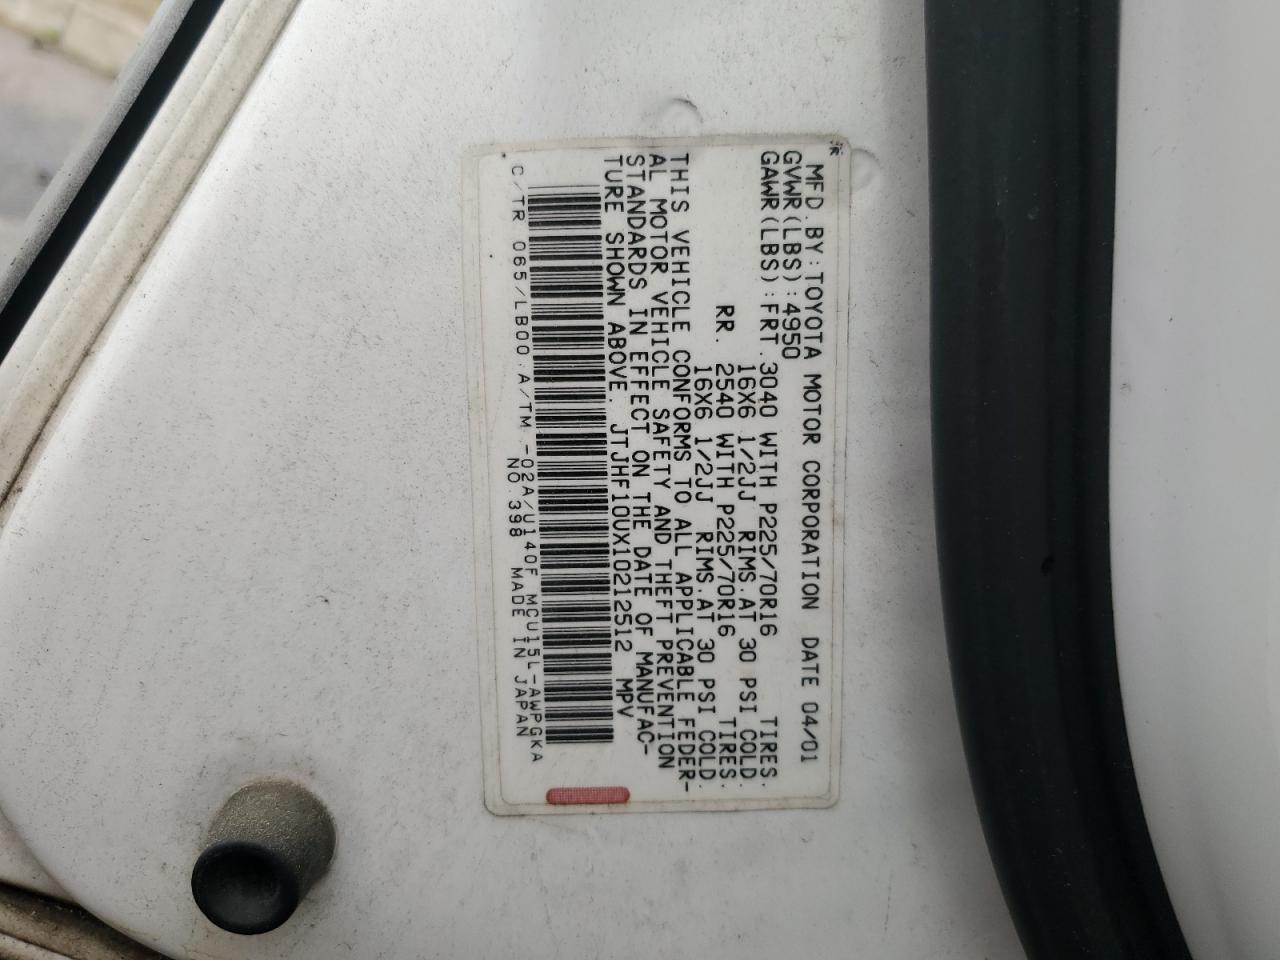 MFD. BY: TOYOTA MOTOR CORPORATION DATE 04/01
GVWR(LBS): 4950
GAWR(LBS): FRT. 3040 WITH P225/70R16 TIRES.
16X6 1/2JJ RIMS. AT 30 PSI COLD.
RR. 2540 WITH P225/70R16 TIRES.
16X6 1/2JJ RIMS. AT 30 PSI COLD.
THIS VEHICLE CONFORMS TO ALL APPLICABLE FEDER-
AL MOTOR VEHICLE SAFETY AND THEFT PREVENTION
STANDARDS IN EFFECT ON THE DATE OF MANUFAC-
TURE SHOWN ABOVE. JTJHF10UX10212512 MPV
C/TR 065/LB00. A/TM -02A/U140F MCU15L-AWPGKA
NO 398 MADE IN JAPAN